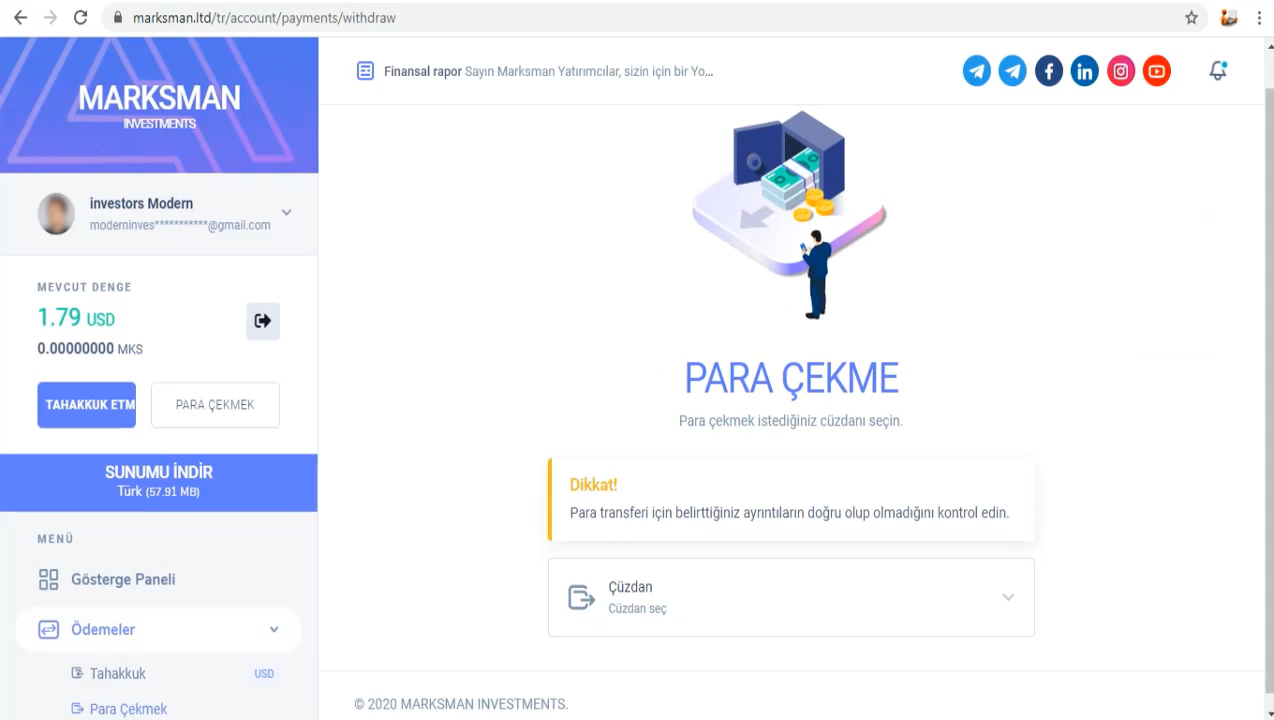 marksman.ltd/tr/account/payments/withdraw
MARKSMAN
INVESTMENTS
investors Modern
moderninves***********@gmail.com
MEVCUT DENGE
1.79 USD
0.00000000 MKS
TAHAKKUK ETM
PARA ÇEKMEK
SUNUMU İNDİR
Türk (57.91 MB)
MENÜ
Gösterge Paneli
Ödemeler
Tahakkuk USD
Para Çekmek
Finansal rapor Sayın Marksman Yatırımcılar, sizin için bir Yo...
PARA ÇEKME
Para çekmek istediğiniz cüzdanı seçin.
Dikkat!
Para transferi için belirttiğiniz ayrıntıların doğru olup olmadığını kontrol edin.
Çüzdan
Cüzdan seç
© 2020 MARKSMAN INVESTMENTS.